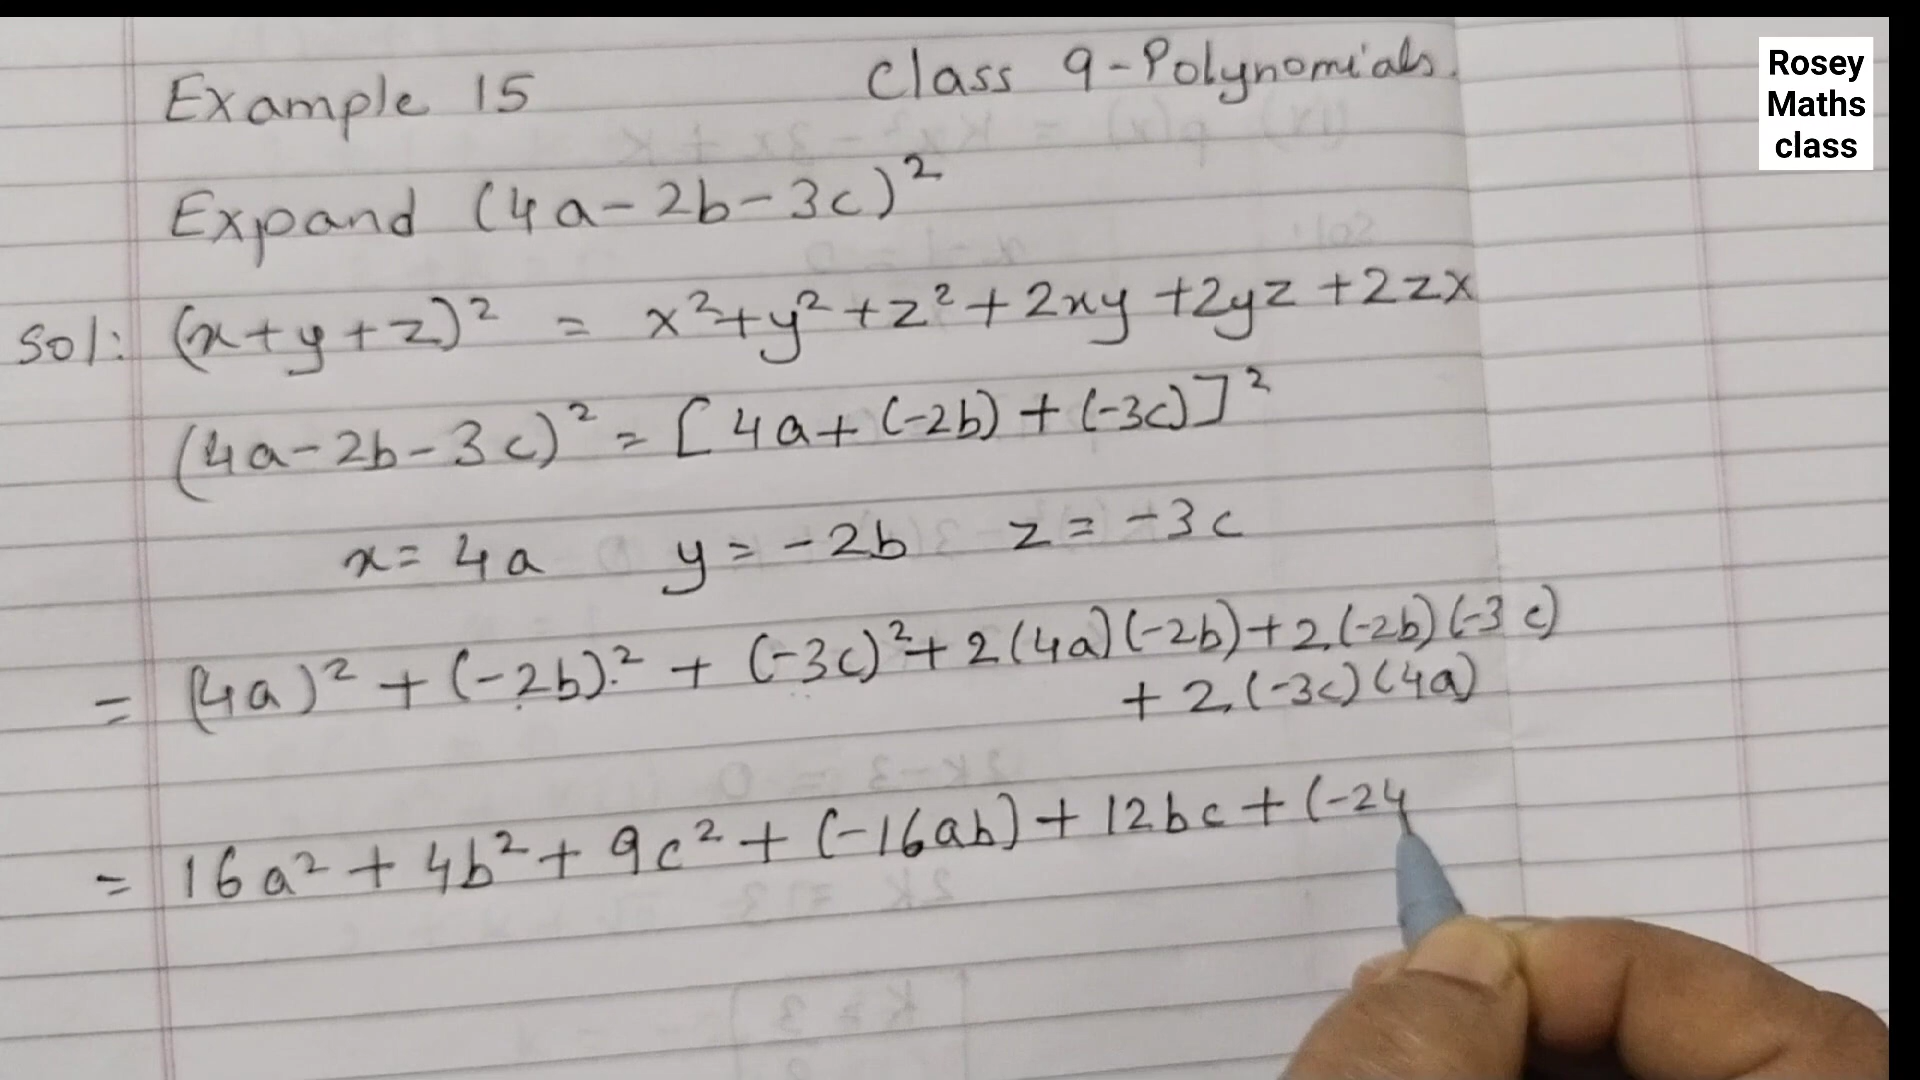 Example 15 Class 9-Polynomials.
Rosey
Maths
class
Expand (4a-2b-3c)²
Sol: (x+y+z)² = x²+y²+z²+2xy+2yz+2zx
(4a-2b-3c)² = [4a+(-2b)+(-3c)]²
x=4a y=-2b z=-3c
= (4a)²+(-2b)²+(-3c)²+2(4a)(-2b)+2(-2b)(-3c)
+2(-3c)(4a)
= 16a²+4b²+9c²+(-16ab)+12bc+(-24